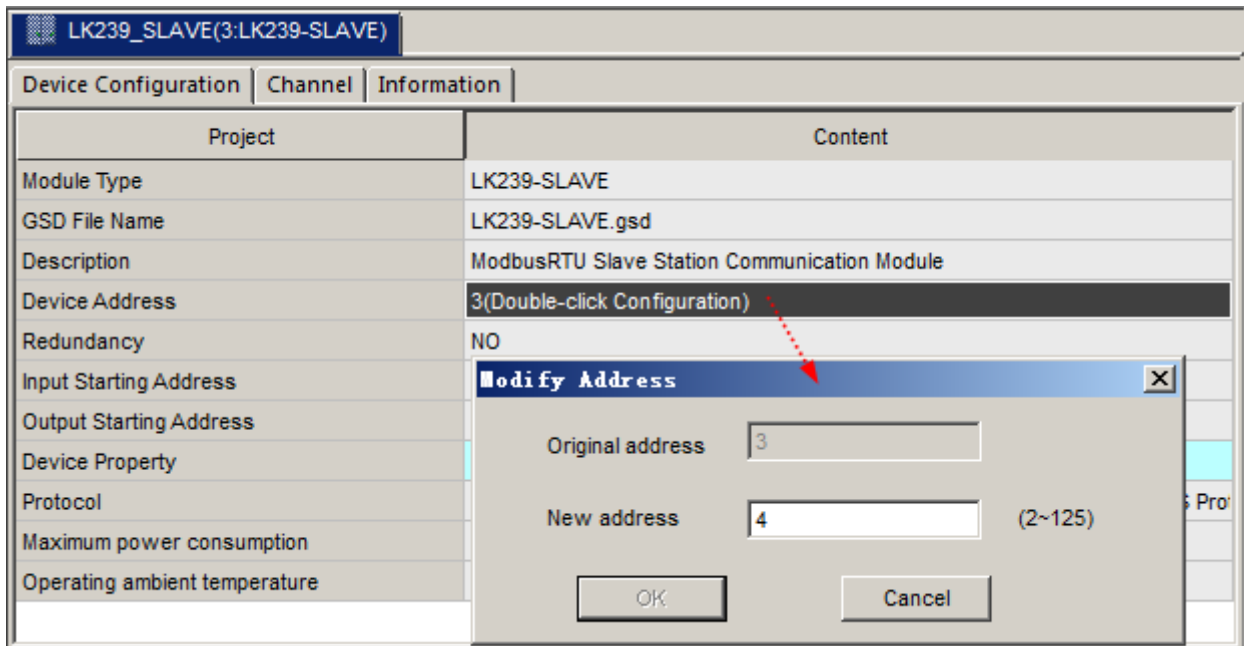 LK239_SLAVE(3:LK239-SLAVE)
Device Configuration Channel Information
Project Content
Module Type LK239-SLAVE
GSD File Name LK239-SLAVE.gsd
Description ModbusRTU Slave Station Communication Module
Device Address 3(Double-click Configuration)
Redundancy NO
Input Starting Address
Modify Address
Output Starting Address
Original address 3
Device Property
Protocol
New address 4 (2~125)
Maximum power consumption
Operating ambient temperature
OK Cancel